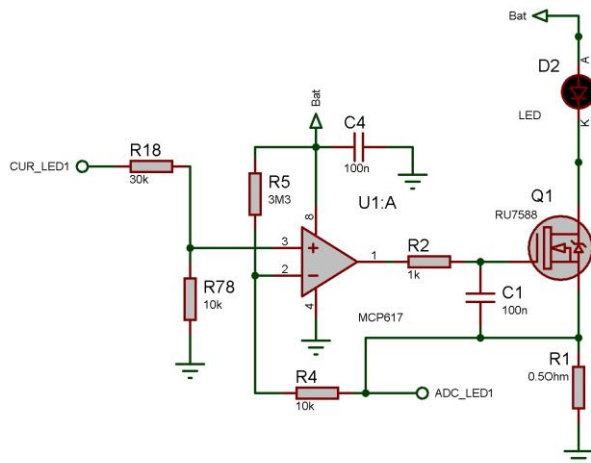 Bat
D2
A
K
LED
Bat
C4
100n
R18
30k
CUR_LED1
R5
3M3
U1:A
Q1
RU7588
8
3
2
1
4
R2
1k
R78
10k
C1
100n
MCP617
R4
10k
ADC_LED1
R1
0.5Ohm